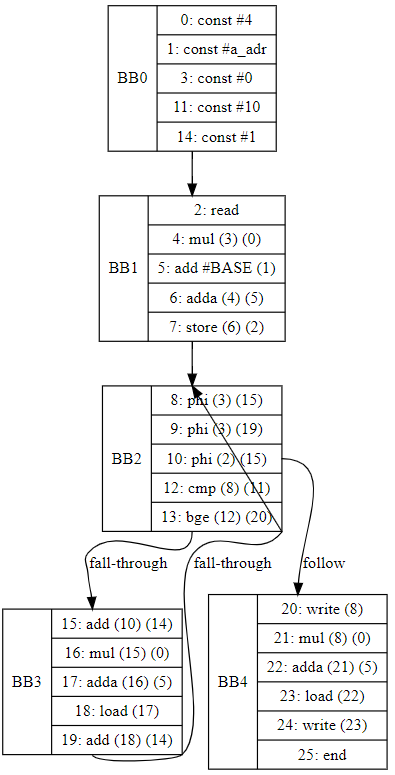 BB0
0: const #4
1: const #a_adr
3: const #0
11: const #10
14: const #1
BB1
2: read
4: mul (3) (0)
5: add #BASE (1)
6: adda (4) (5)
7: store (6) (2)
BB2
8: phi (3) (15)
9: phi (3) (19)
10: phi (2) (15)
12: cmp (8) (11)
13: bge (12) (20)
fall-through
fall-through
follow
BB3
15: add (10) (14)
16: mul (15) (0)
17: adda (16) (5)
18: load (17)
19: add (18) (14)
BB4
20: write (8)
21: mul (8) (0)
22: adda (21) (5)
23: load (22)
24: write (23)
25: end